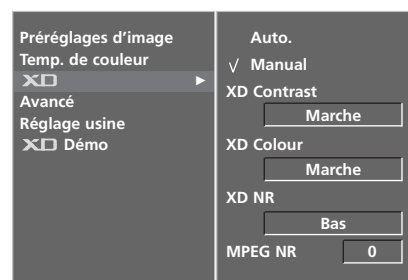 Préréglages d'image
Temp. de couleur
XD
Avancé
Réglage usine
XD Démo
Auto.
√ Manual
XD Contrast
Marche
XD Colour
Marche
XD NR
Bas
MPEG NR 0